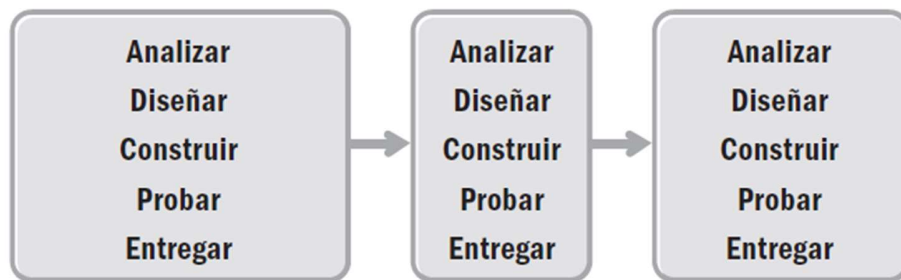 Analizar
Diseñar
Construir
Probar
Entregar
Analizar
Diseñar
Construir
Probar
Entregar
Analizar
Diseñar
Construir
Probar
Entregar